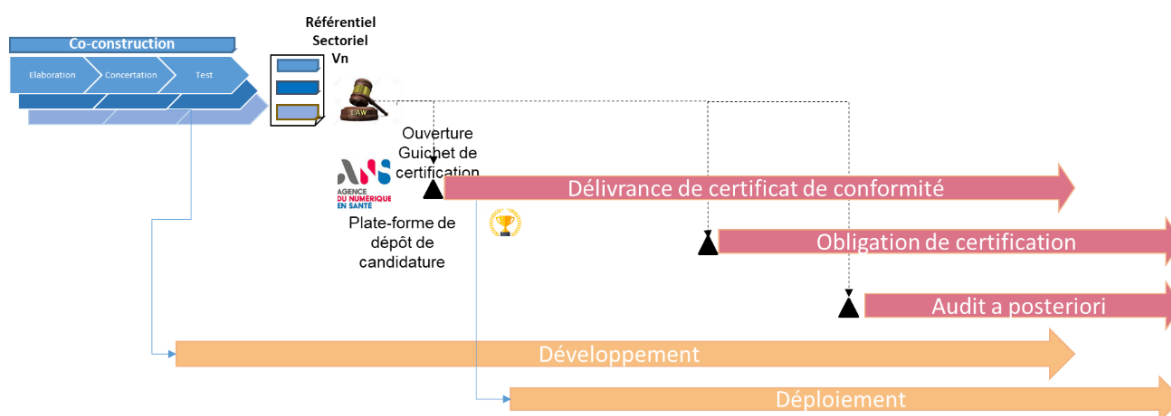 Co-construction
Elaboration
Concertation
Test
Référentiel
Sectoriel
Vn
LAW
Ouverture
Guichet de
certification
ANS
AGENCE
DU NUMÉRIQUE
EN SANTÉ
Plate-forme de
dépôt de
candidature
Délivrance de certificat de conformité
Obligation de certification
Audit a posteriori
Développement
Déploiement